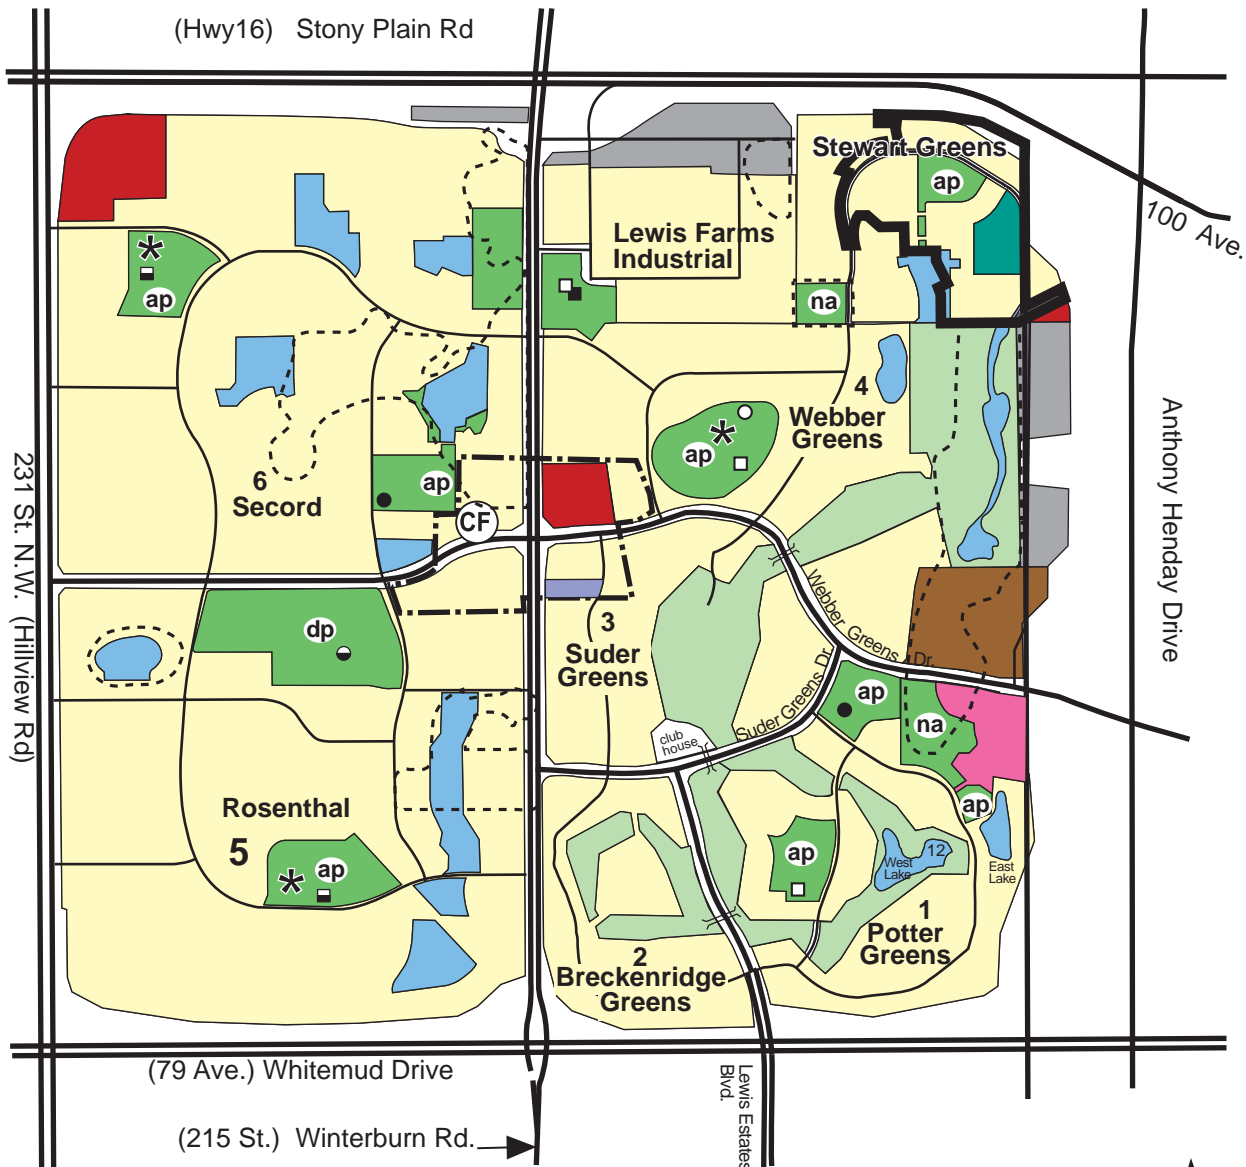 (Hwy16) Stony Plain Rd
Stewart Greens
ap
100 Ave.
Lewis Farms
Industrial
*
ap
na
4
Webber
Greens
*
ap
6
Secord
ap
CF
231 St. N.W. (Hillview Rd)
Anthony Henday Drive
Webber Greens Dr.
dp
3
Suder
Greens
Suder Greens Dr.
ap
na
club
house
Rosenthal
5
*
ap
ap
ap
West
Lake
12
East
Lake
1
Potter
Greens
2
Breckenridge
Greens
(79 Ave.) Whitemud Drive
Lewis Estates
Blvd.
(215 St.) Winterburn Rd.